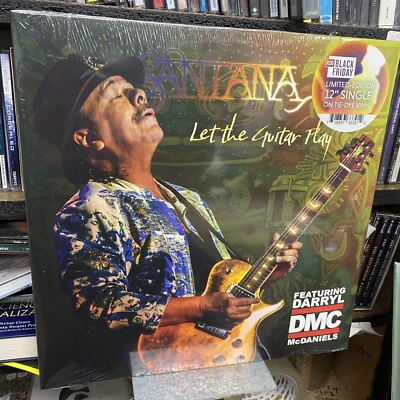 SANTANA
Let the Guitar Play
RSD
BLACK
FRIDAY
LIMITED-EDITION
12" SINGLE
ON TIE-DYE VINYL
FEATURING
DARRYL
DMC
McDANIELS